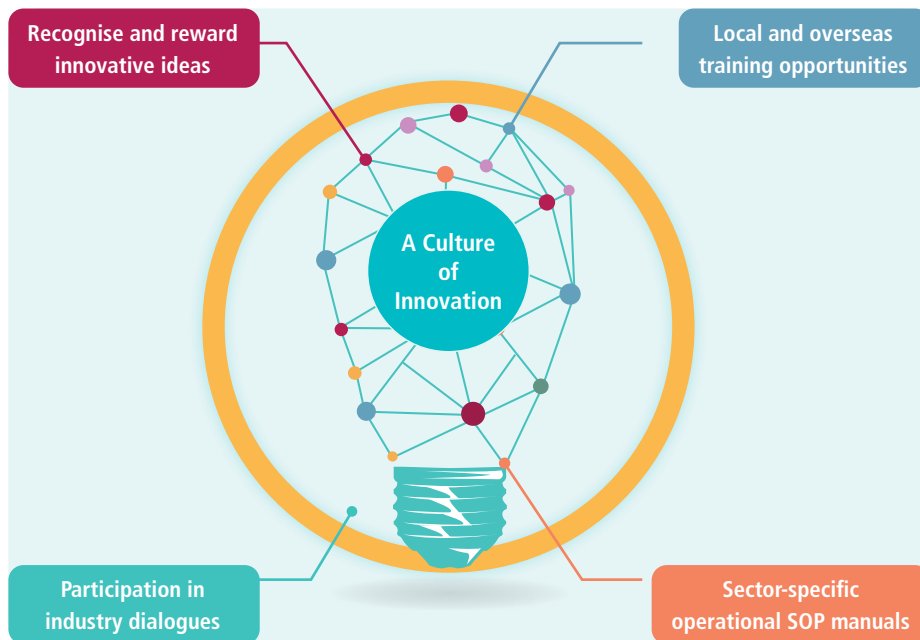 Recognise and reward
innovative ideas
Local and overseas
training opportunities
A Culture
of
Innovation
Participation in
industry dialogues
Sector-specific
operational SOP manuals